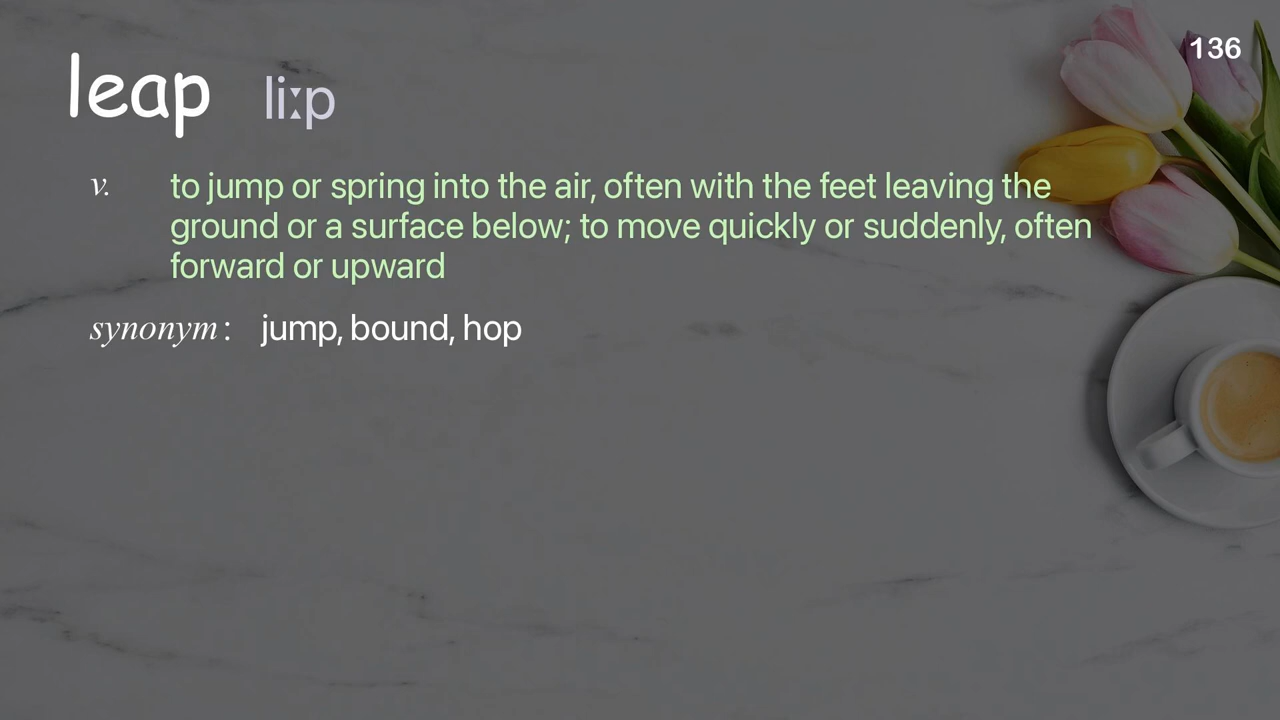 136
leap liːp
v. to jump or spring into the air, often with the feet leaving the
ground or a surface below; to move quickly or suddenly, often
forward or upward
synonym : jump, bound, hop